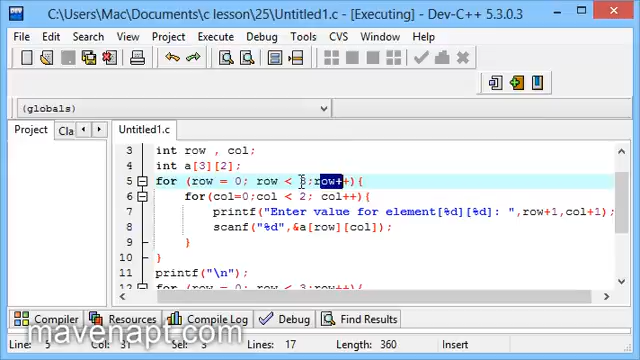 C:\Users\Mac\Documents\c lesson\25\Untitled1.c - [Executing] - Dev-C++ 5.3.0.3
File Edit Search View Project Execute Debug Tools CVS Window Help
(globals)
Project Cla Untitled1.c
3 int row , col;
4 int a[3][2];
5 for (row = 0; row < 3;row++){
6 for(col=0;col < 2; col++){
7 printf("Enter value for element[%d][%d]: ",row+1,col+1);
8 scanf("%d",&a[row][col]);
9 }
10 }
11 printf("\n");
12 for (row = 0; row < 3;row++){
Compiler Resources Compile Log Debug Find Results
mavenapt.com
Line: 5 Col: 31 Sel: 3 Lines: 17 Length: 360 Insert